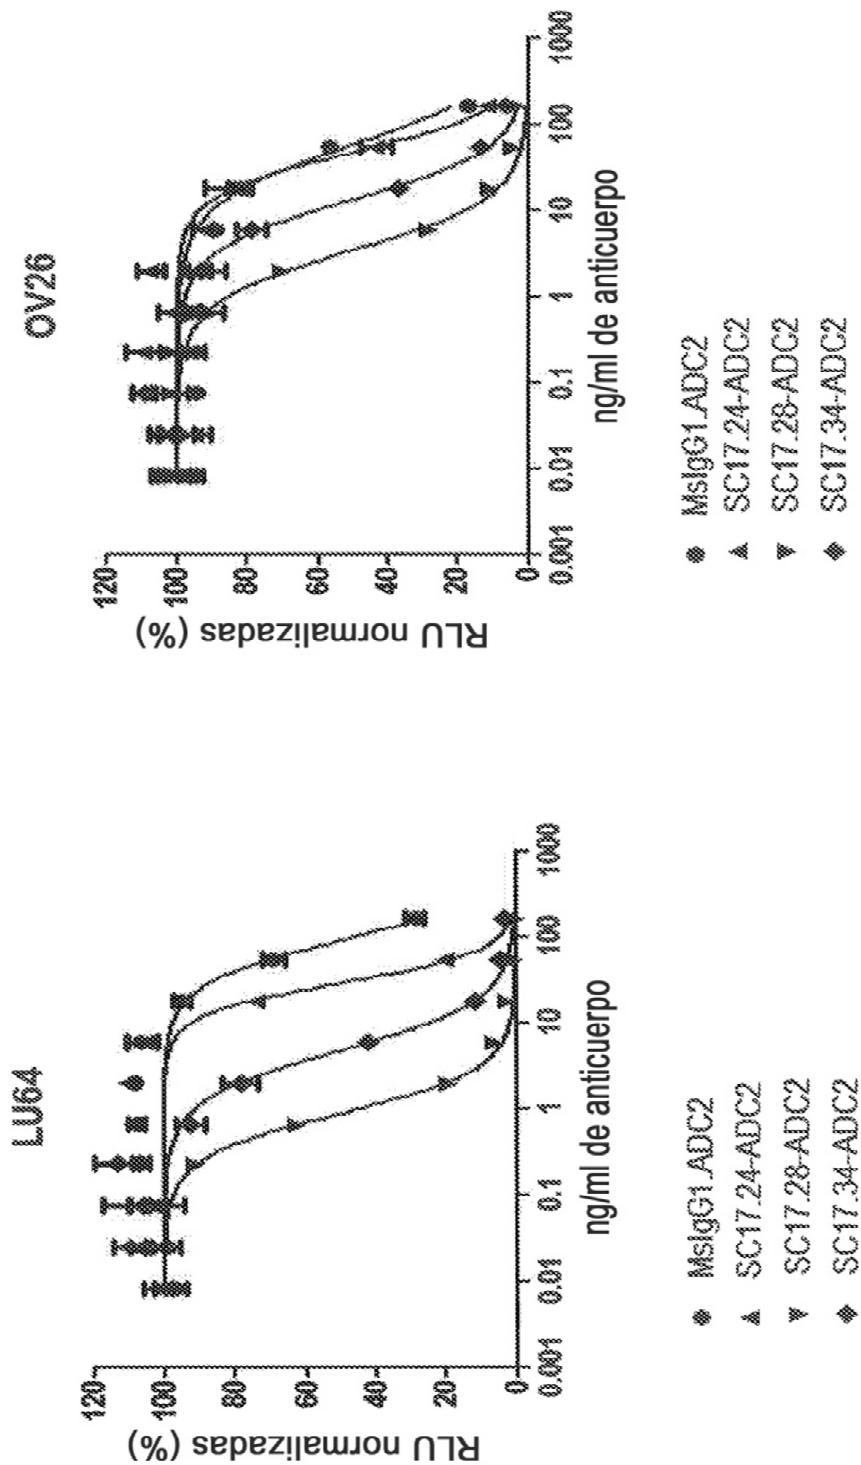 LU64
RLU normalizadas (%)
120
100
80
60
40
20
0
0.001
0.01
0.1
1
10
100
1000
ng/ml de anticuerpo
MsIgG1.ADC2
SC17.24-ADC2
SC17.28-ADC2
SC17.34-ADC2
OV26
RLU normalizadas (%)
120
100
80
60
40
20
0
0.001
0.01
0.1
1
10
100
1000
ng/ml de anticuerpo
MsIgG1.ADC2
SC17.24-ADC2
SC17.28-ADC2
SC17.34-ADC2